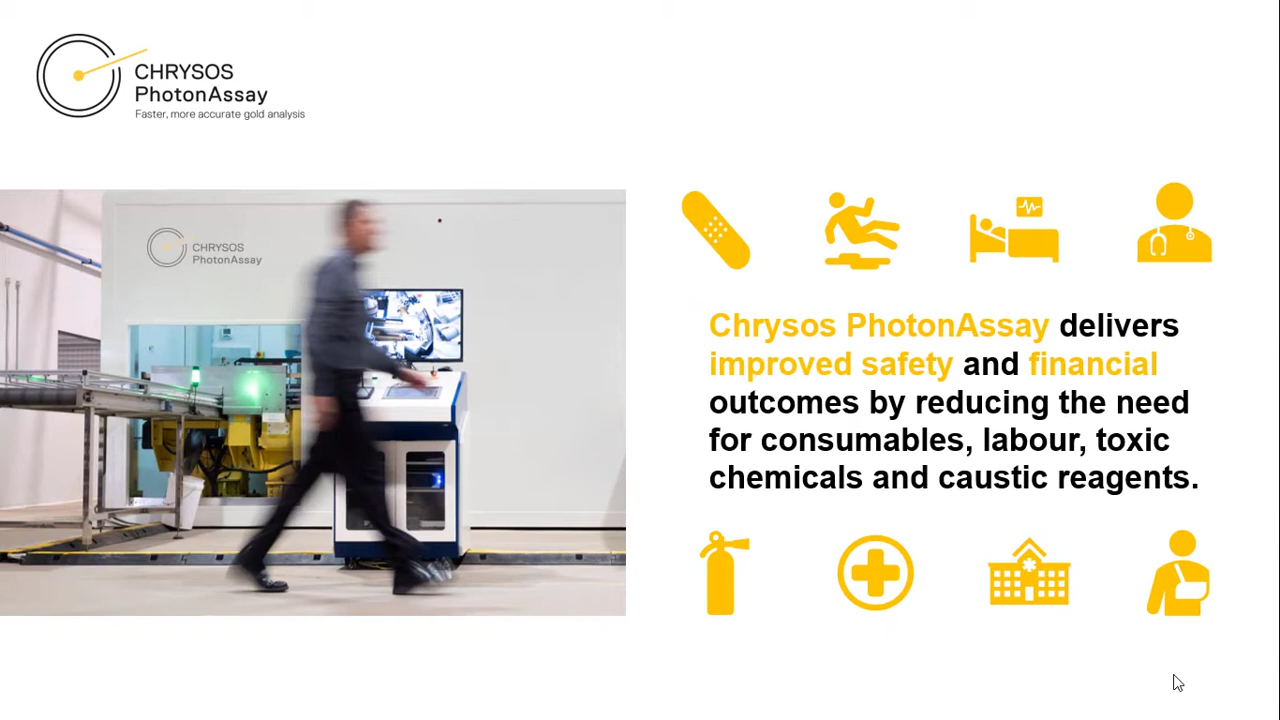 CHRYSOS
PhotonAssay
Faster, more accurate gold analysis
CHRYSOS
PhotonAssay
Chrysos PhotonAssay delivers
improved safety and financial
outcomes by reducing the need
for consumables, labour, toxic
chemicals and caustic reagents.